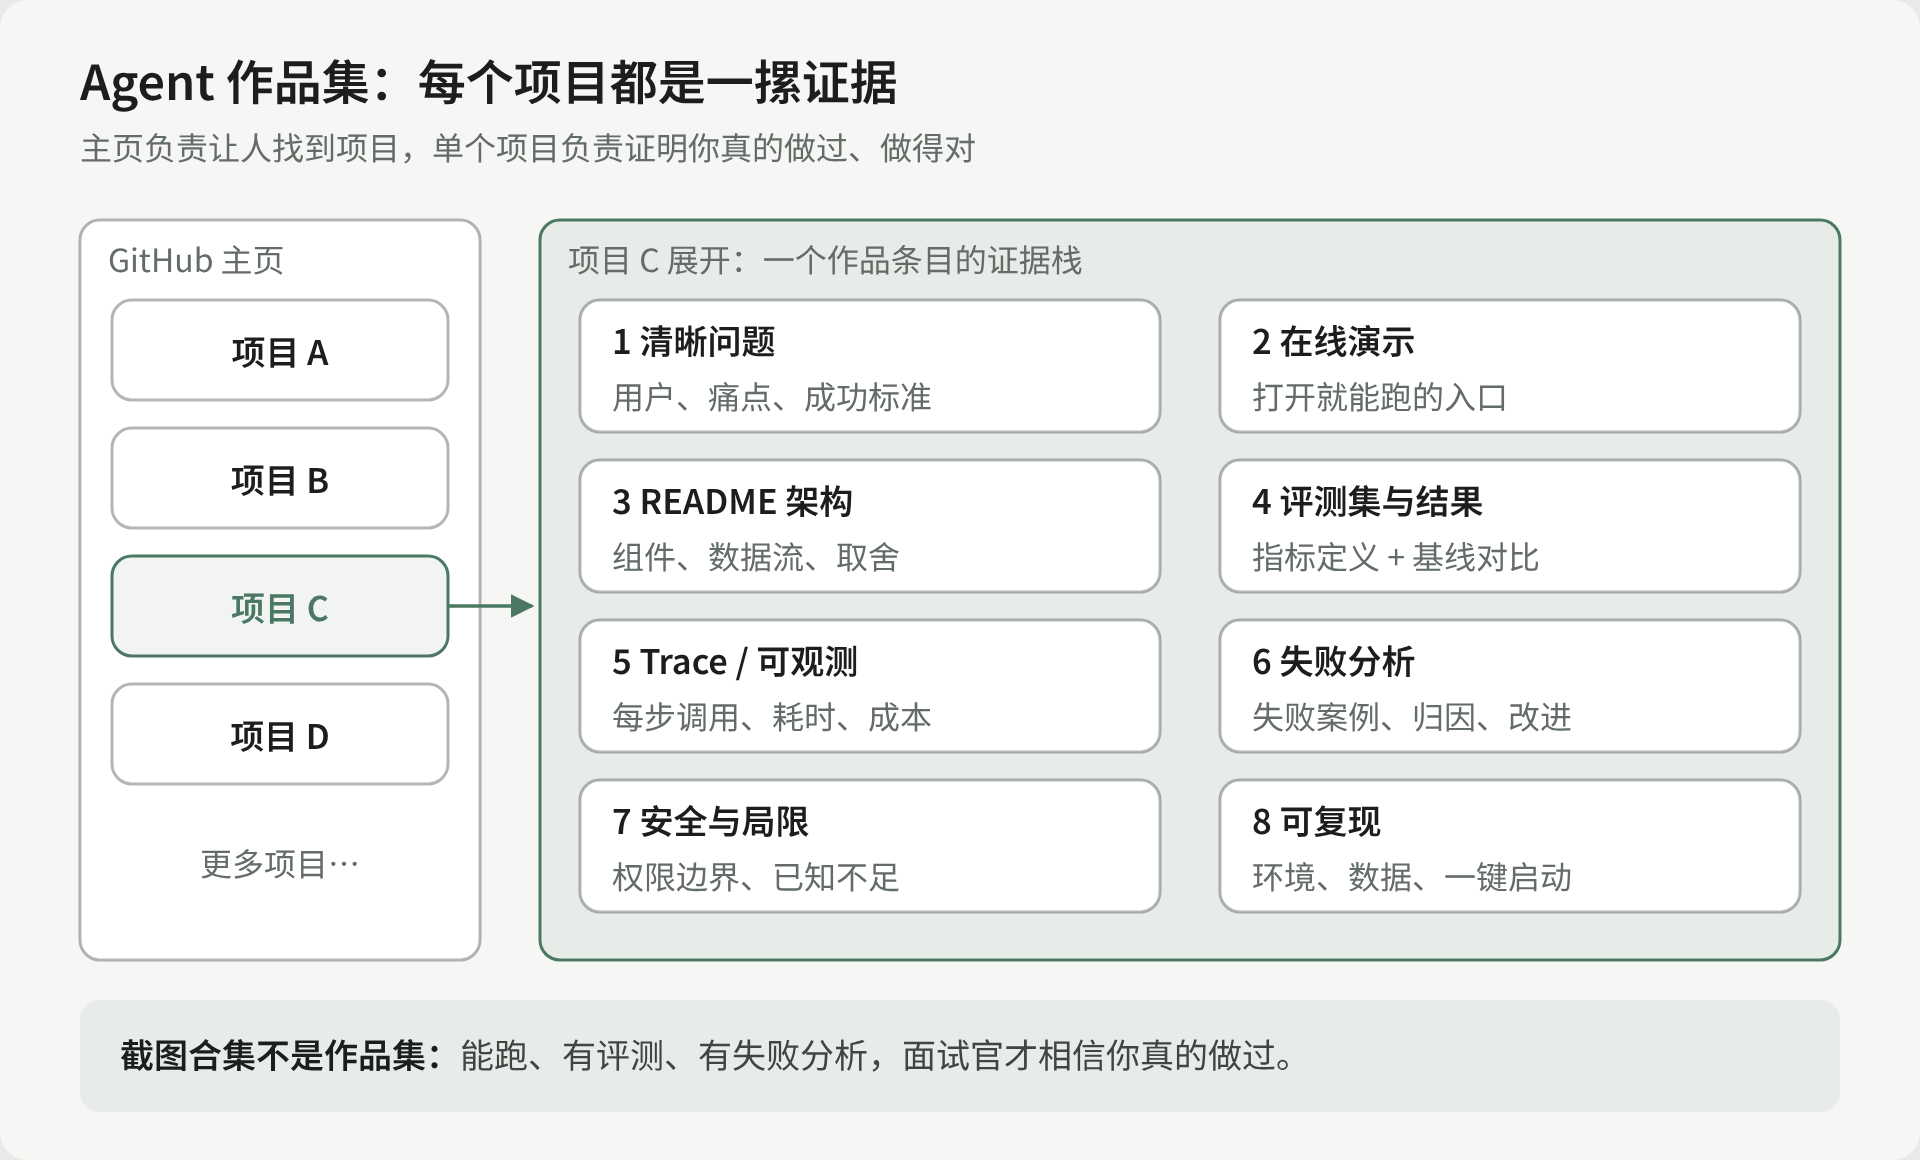 Agent 作品集：每个项目都是一摞证据
主页负责让人找到项目，单个项目负责证明你真的做过、做得对
GitHub 主页
项目 A
项目 B
项目 C
项目 D
更多项目…
项目 C 展开：一个作品条目的证据栈
1 清晰问题
用户、痛点、成功标准
2 在线演示
打开就能跑的入口
3 README 架构
组件、数据流、取舍
4 评测集与结果
指标定义 + 基线对比
5 Trace / 可观测
每步调用、耗时、成本
6 失败分析
失败案例、归因、改进
7 安全与局限
权限边界、已知不足
8 可复现
环境、数据、一键启动
截图合集不是作品集：能跑、有评测、有失败分析，面试官才相信你真的做过。